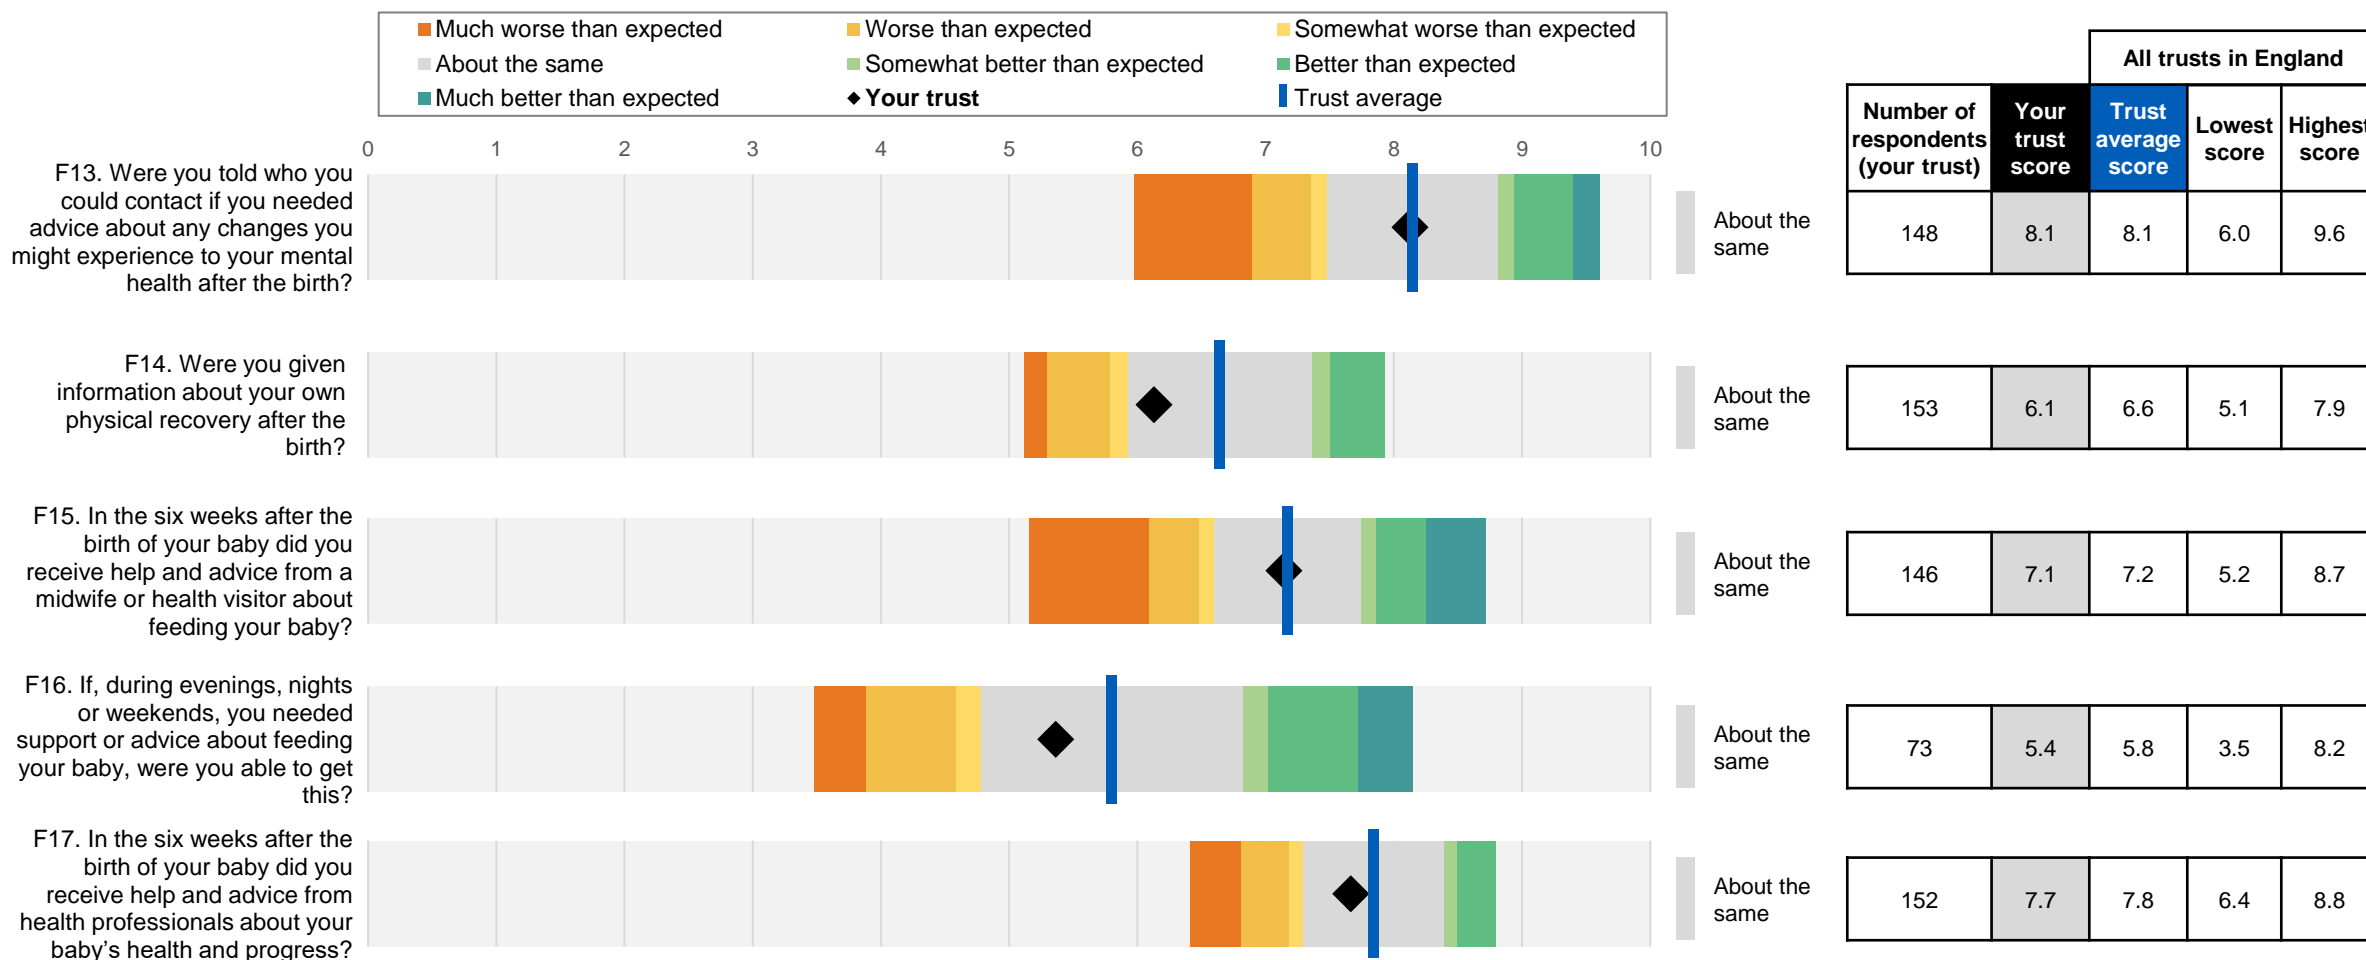 Much worse than expected
Worse than expected
Somewhat worse than expected
About the same
Somewhat better than expected
Better than expected
Much better than expected
Your trust
Trust average
All trusts in England
Number of respondents (your trust)
Your trust score
Trust average score
Lowest score
Highest score
0 1 2 3 4 5 6 7 8 9 10
F13. Were you told who you
could contact if you needed
advice about any changes you
might experience to your mental
health after the birth?
About the
same
148 8.1 8.1 6.0 9.6
F14. Were you given
information about your own
physical recovery after the
birth?
About the
same
153 6.1 6.6 5.1 7.9
F15. In the six weeks after the
birth of your baby did you
receive help and advice from a
midwife or health visitor about
feeding your baby?
About the
same
146 7.1 7.2 5.2 8.7
F16. If, during evenings, nights
or weekends, you needed
support or advice about feeding
your baby, were you able to get
this?
About the
same
73 5.4 5.8 3.5 8.2
F17. In the six weeks after the
birth of your baby did you
receive help and advice from
health professionals about your
baby's health and progress?
About the
same
152 7.7 7.8 6.4 8.8